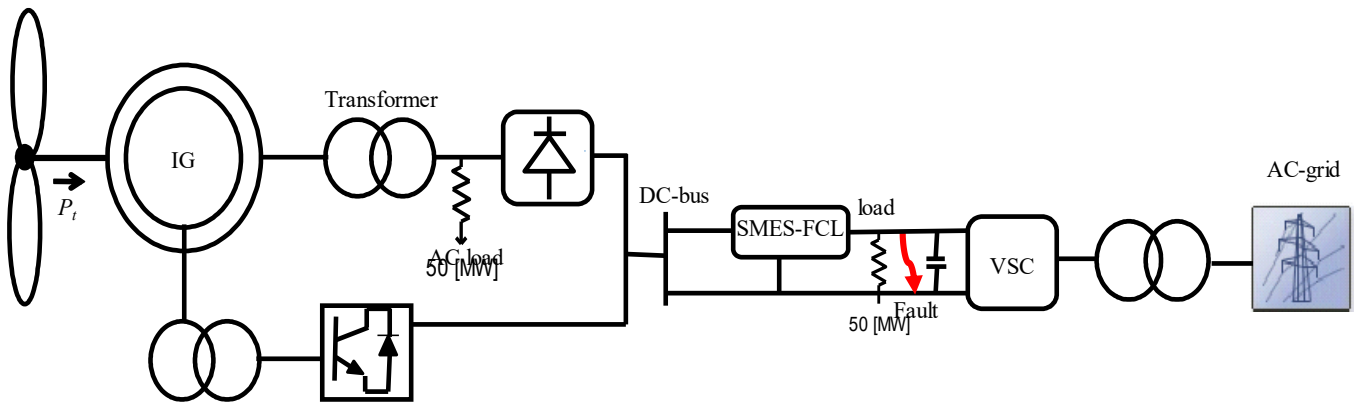 Transformer
IG
P_t
AC load
50 [MW]
DC-bus
SMES-FCL
load
50 [MW]
Fault
VSC
AC-grid